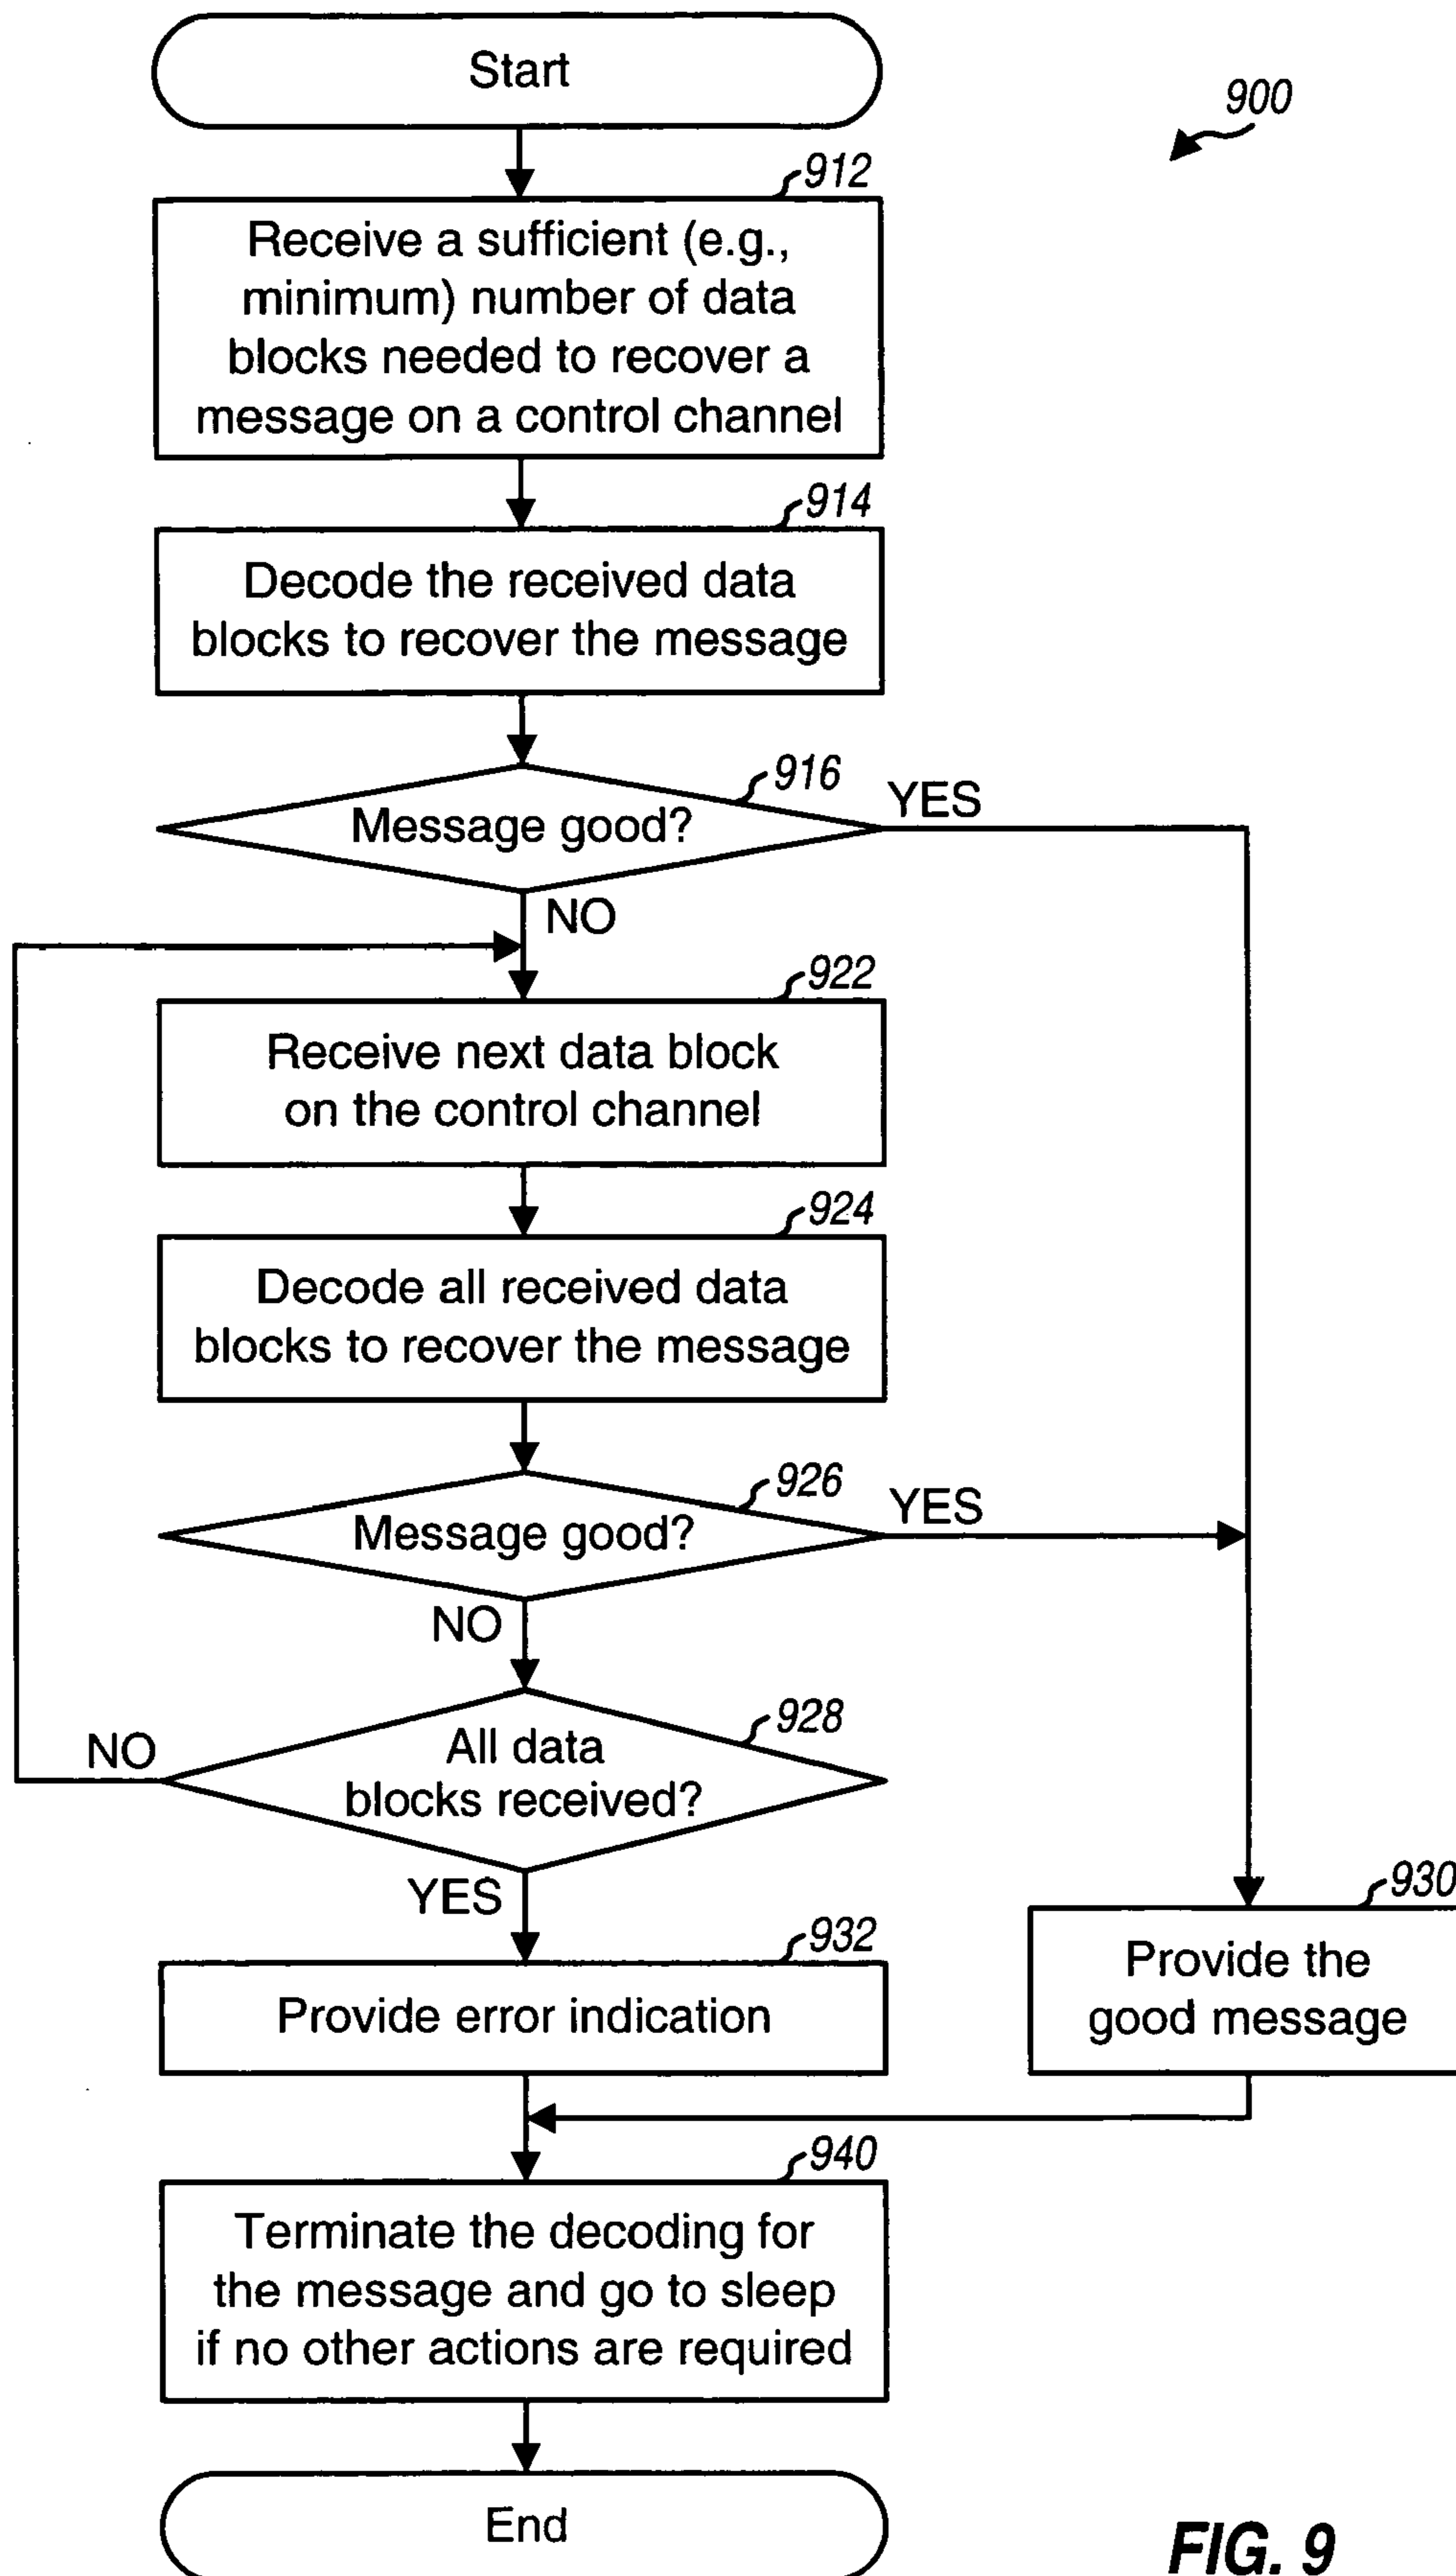 Start
900
912
Receive a sufficient (e.g.,
minimum) number of data
blocks needed to recover a
message on a control channel
914
Decode the received data
blocks to recover the message
916
Message good?
YES
NO
922
Receive next data block
on the control channel
924
Decode all received data
blocks to recover the message
926
Message good?
YES
NO
928
All data
blocks received?
NO
YES
930
Provide the
good message
932
Provide error indication
940
Terminate the decoding for
the message and go to sleep
if no other actions are required
End
FIG. 9